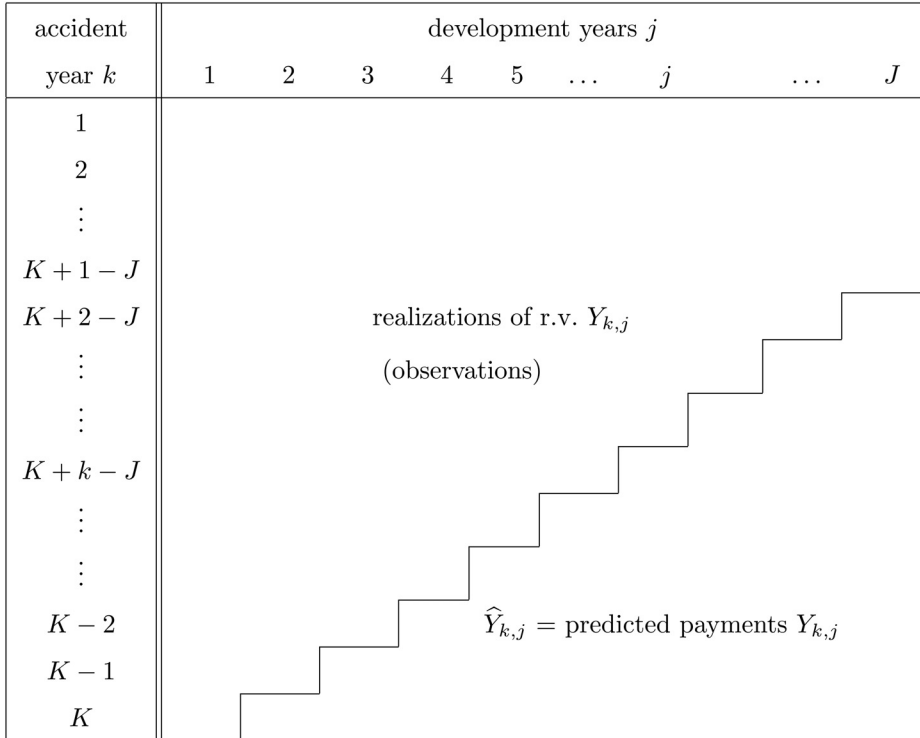 accident development years j
year k 1 2 3 4 5 … j … J
1
2
⋮
K + 1 − J
K + 2 − J realizations of r.v. Y_{k,j}
⋮ (observations)
⋮
K + k − J
⋮
⋮
K − 2 Ŷ_{k,j} = predicted payments Y_{k,j}
K − 1
K